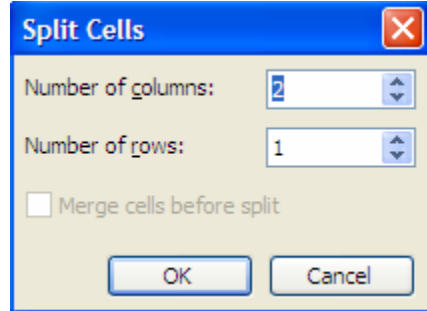 Split Cells
Number of columns: 2
Number of rows: 1
Merge cells before split
OK Cancel